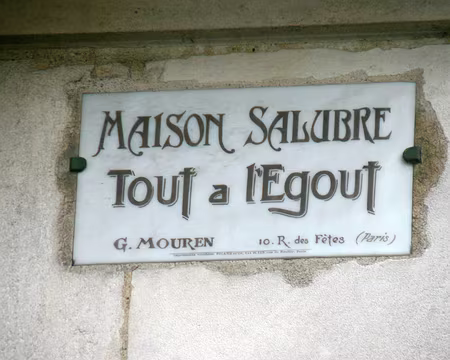 MAISON SALUBRE
Tout a l'Egout
G. MOUREN 10. R. des Fêtes (Paris)